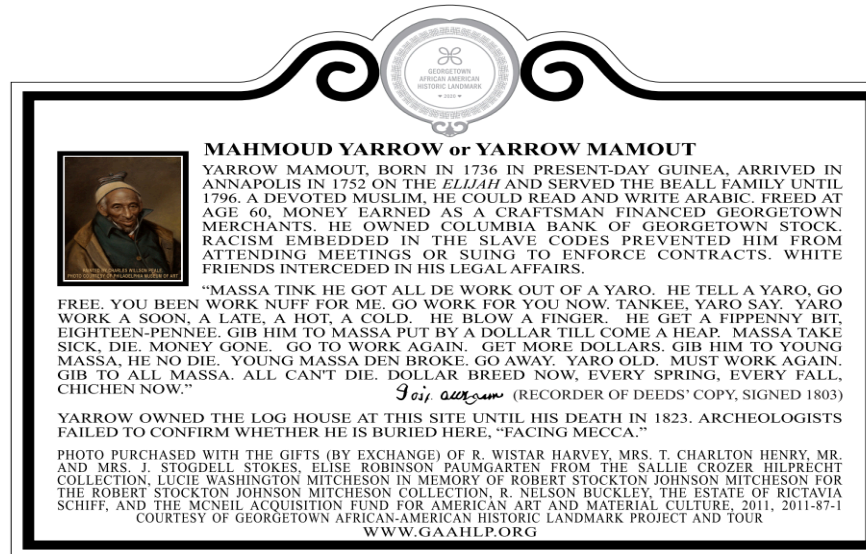 GEORGETOWN
AFRICAN AMERICAN
HISTORIC LANDMARK
2020
MAHMOUD YARROW or YARROW MAMOUT
YARROW MAMOUT, BORN IN 1736 IN PRESENT-DAY GUINEA, ARRIVED IN
ANNAPOLIS IN 1752 ON THE ELIJAH AND SERVED THE BEALL FAMILY UNTIL
1796. A DEVOTED MUSLIM, HE COULD READ AND WRITE ARABIC. FREED AT
AGE 60, MONEY EARNED AS A CRAFTSMAN FINANCED GEORGETOWN
MERCHANTS. HE OWNED COLUMBIA BANK OF GEORGETOWN STOCK.
RACISM EMBEDDED IN THE SLAVE CODES PREVENTED HIM FROM
ATTENDING MEETINGS OR SUING TO ENFORCE CONTRACTS. WHITE
FRIENDS INTERCEDED IN HIS LEGAL AFFAIRS.
PAINTED BY CHARLES WILLSON PEALE,
PHOTO COURTESY OF PHILADELPHIA MUSEUM OF ART
“MASSA TINK HE GOT ALL DE WORK OUT OF A YARO. HE TELL A YARO, GO
FREE. YOU BEEN WORK NUFF FOR ME. GO WORK FOR YOU NOW. TANKEE, YARO SAY. YARO
WORK A SOON, A LATE, A HOT, A COLD. HE BLOW A FINGER. HE GET A FIPPENNY BIT,
EIGHTEEN-PENNEE. GIB HIM TO MASSA PUT BY A DOLLAR TILL COME A HEAP. MASSA TAKE
SICK, DIE. MONEY GONE. GO TO WORK AGAIN. GET MORE DOLLARS. GIB HIM TO YOUNG
MASSA, HE NO DIE. YOUNG MASSA DEN BROKE. GO AWAY. YARO OLD. MUST WORK AGAIN.
GIB TO ALL MASSA. ALL CAN'T DIE. DOLLAR BREED NOW, EVERY SPRING, EVERY FALL,
CHICHEN NOW.”
(RECORDER OF DEEDS’ COPY, SIGNED 1803)
YARROW OWNED THE LOG HOUSE AT THIS SITE UNTIL HIS DEATH IN 1823. ARCHEOLOGISTS
FAILED TO CONFIRM WHETHER HE IS BURIED HERE, “FACING MECCA.”
PHOTO PURCHASED WITH THE GIFTS (BY EXCHANGE) OF R. WISTAR HARVEY, MRS. T. CHARLTON HENRY, MR.
AND MRS. J. STOGDELL STOKES, ELISE ROBINSON PAUMGARTEN FROM THE SALLIE CROZER HILPRECHT
COLLECTION, LUCIE WASHINGTON MITCHESON IN MEMORY OF ROBERT STOCKTON JOHNSON MITCHESON FOR
THE ROBERT STOCKTON JOHNSON MITCHESON COLLECTION, R. NELSON BUCKLEY, THE ESTATE OF RICTAVIA
SCHIFF, AND THE MCNEIL ACQUISITION FUND FOR AMERICAN ART AND MATERIAL CULTURE, 2011, 2011-87-1
COURTESY OF GEORGETOWN AFRICAN-AMERICAN HISTORIC LANDMARK PROJECT AND TOUR
WWW.GAAHLP.ORG